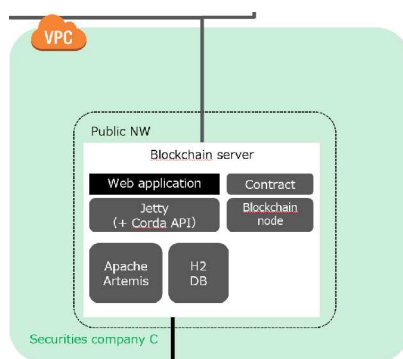 VPC
Public NW
Blockchain server
Web application
Contract
Jetty
(+ Corda API)
Blockchain
node
Apache
Artemis
H2
DB
Securities company C